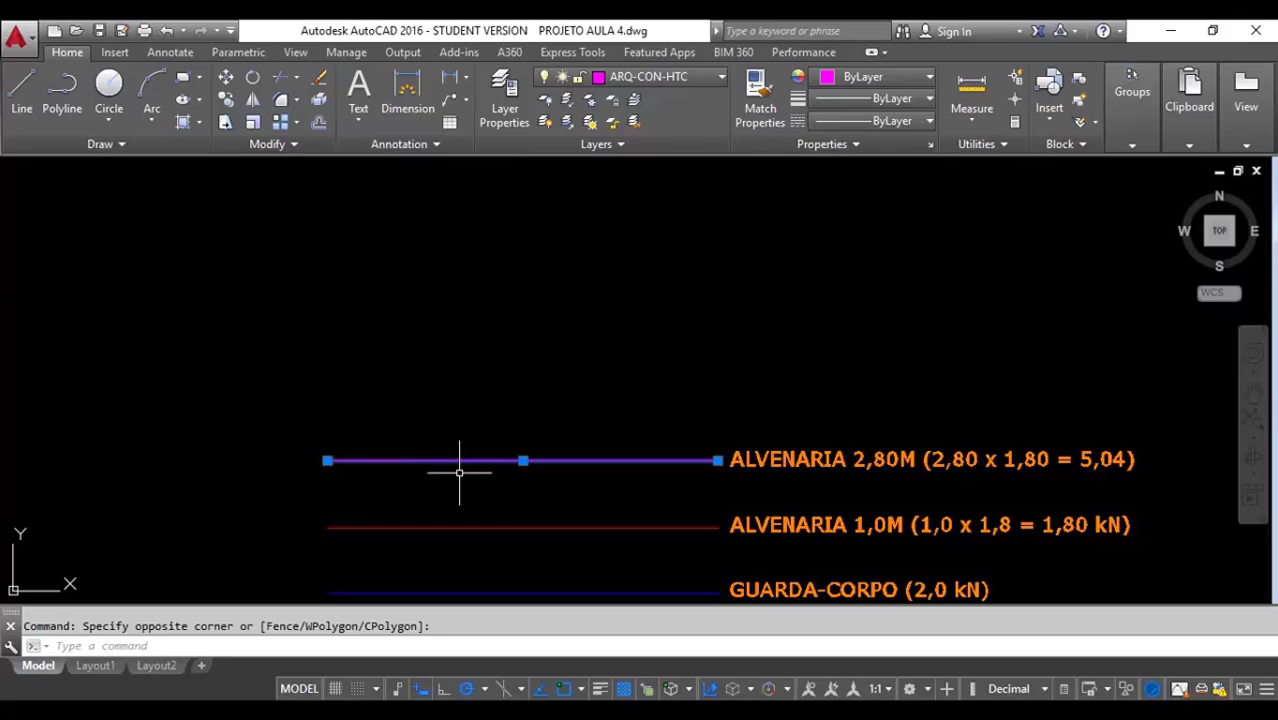 Autodesk AutoCAD 2016 - STUDENT VERSION PROJETO AULA 4.dwg
Type a keyword or phrase
Sign In
Home Insert Annotate Parametric View Manage Output Add-ins A360 Express Tools Featured Apps BIM 360 Performance
ARQ-CON-HTC
ByLayer
ByLayer
ByLayer
Line Polyline Circle Arc
Text Dimension
Layer Properties
Match Properties
Measure
Insert
Groups
Clipboard
View
Draw Modify Annotation Layers Properties Utilities Block
N
W TOP E
S
WCS
ALVENARIA 2,80M (2,80 x 1,80 = 5,04)
ALVENARIA 1,0M (1,0 x 1,8 = 1,80 kN)
GUARDA-CORPO (2,0 kN)
Y
X
Command: Specify opposite corner or [Fence/WPolygon/CPolygon]:
Type a command
Model Layout1 Layout2 +
MODEL 1:1 Decimal